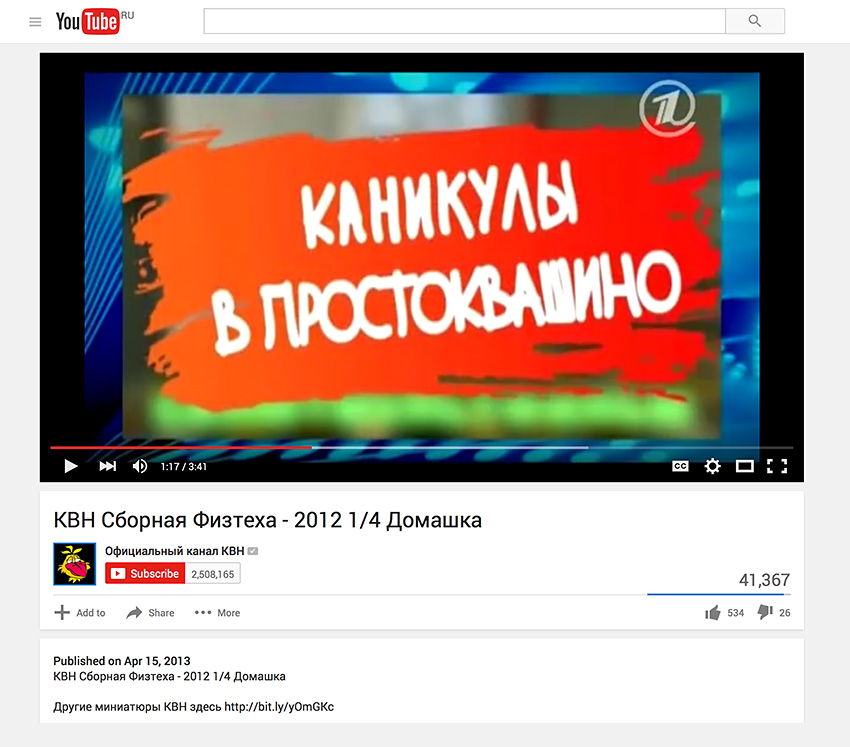 YouTube RU
КАНИКУЛЫ
В ПРОСТОКВАШИНО
1:17 / 3:41
CC
КВН Сборная Физтеха - 2012 1/4 Домашка
Официальный канал КВН
Subscribe 2,508,165
41,367
Add to Share More 534 26
Published on Apr 15, 2013
КВН Сборная Физтеха - 2012 1/4 Домашка
Другие миниатюры КВН здесь http://bit.ly/yOmGKc